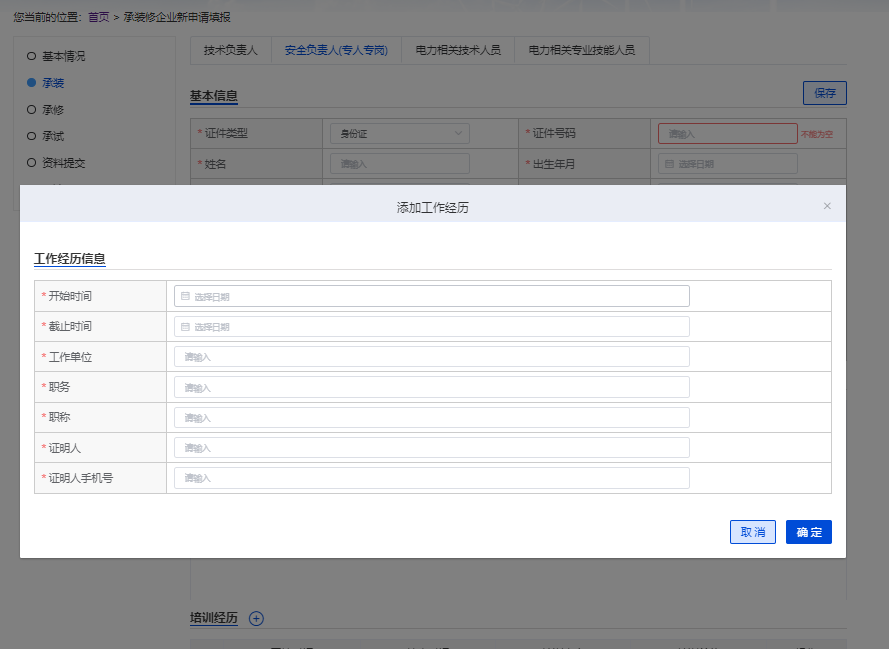 您当前的位置：首页 > 承装修企业新申请填报
基本情况
承装
承修
承试
资料提交
技术负责人 安全负责人(专人专岗) 电力相关技术人员 电力相关专业技能人员
基本信息 保存
*证件类型 身份证 *证件号码 请输入 不能为空
*姓名 请输入 *出生年月 选择日期
添加工作经历 ×
工作经历信息
*开始时间 选择日期
*截止时间 选择日期
*工作单位 请输入
*职务 请输入
*职称 请输入
*证明人 请输入
*证明人手机号 请输入
取消 确定
培训经历